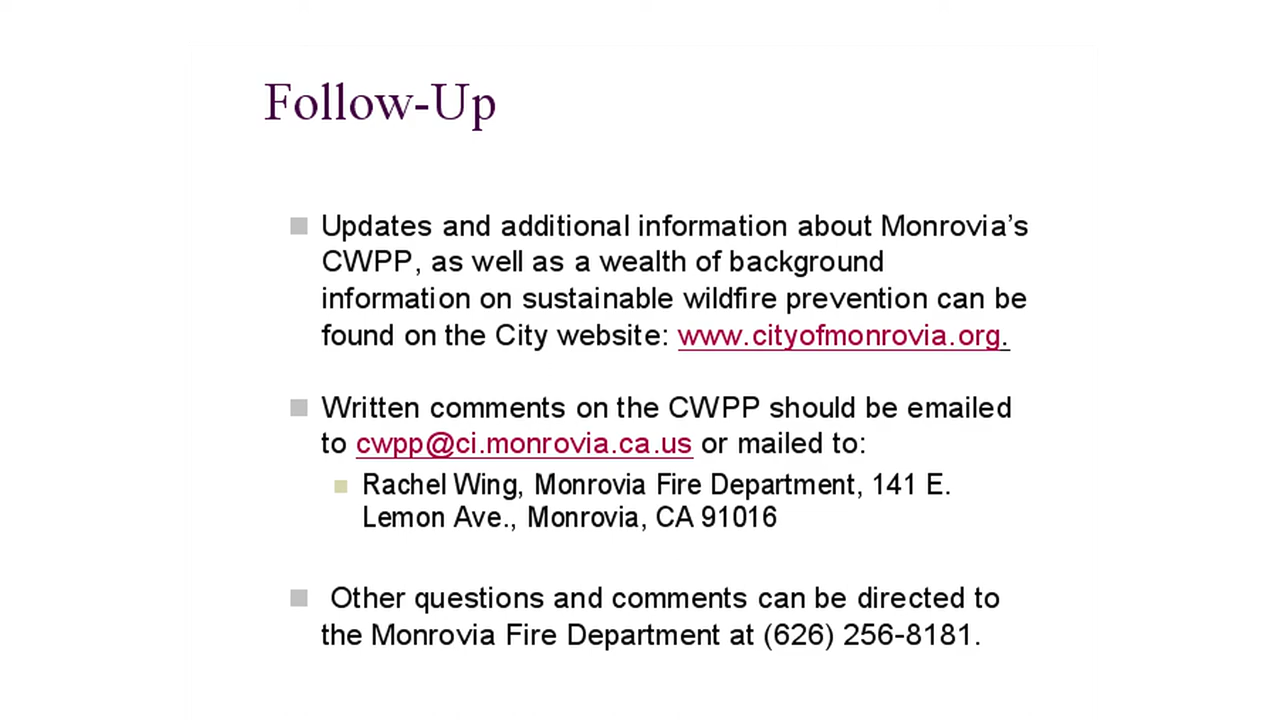 Follow-Up
Updates and additional information about Monrovia’s
CWPP, as well as a wealth of background
information on sustainable wildfire prevention can be
found on the City website: www.cityofmonrovia.org.
Written comments on the CWPP should be emailed
to cwpp@ci.monrovia.ca.us or mailed to:
Rachel Wing, Monrovia Fire Department, 141 E.
Lemon Ave., Monrovia, CA 91016
Other questions and comments can be directed to
the Monrovia Fire Department at (626) 256-8181.